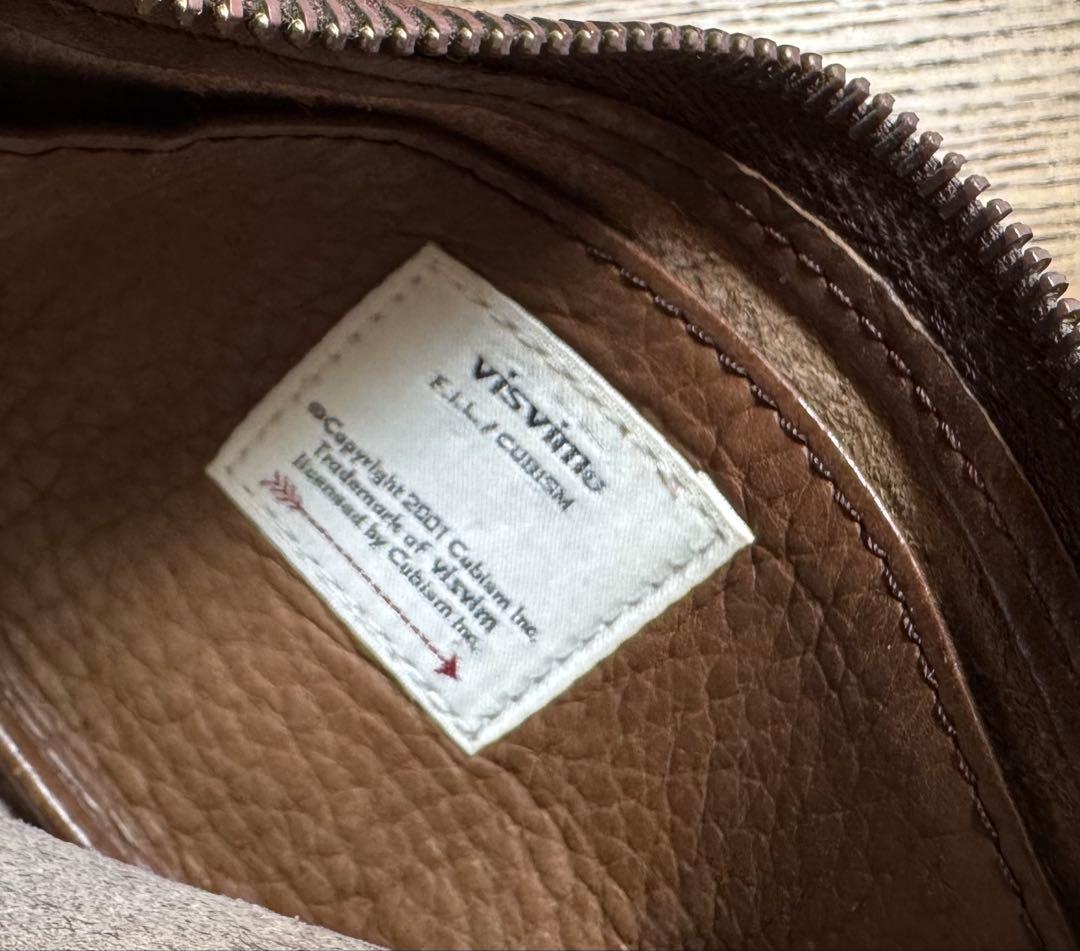 visvim®
F.I.L. / CUBISM
©Copyright 2001 Cubism Inc.
Trademark of visvim
licensed by Cubism Inc.